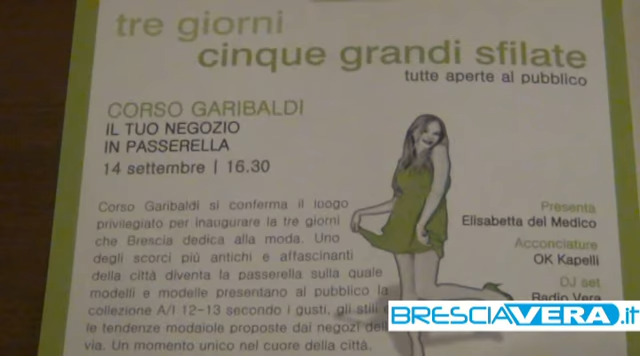 tre giorni
cinque grandi sfilate
tutte aperte al pubblico
CORSO GARIBALDI
IL TUO NEGOZIO
IN PASSERELLA
14 settembre | 16.30
Corso Garibaldi si conferma il luogo
privilegiato per inaugurare la tre giorni
che Brescia dedica alla moda. Uno
degli scorci più antichi e affascinanti
della città diventa la passerella sulla quale
modelli e modelle presentano al pubblico la
collezione A/I 12-13 secondo i gusti, gli stili e
le tendenze modaiole proposte dai negozi della
via. Un momento unico nel cuore della città.
Presenta
Elisabetta del Medico
Acconciature
OK Kapelli
DJ set
Radio Vera
BRESCIAVERA.it